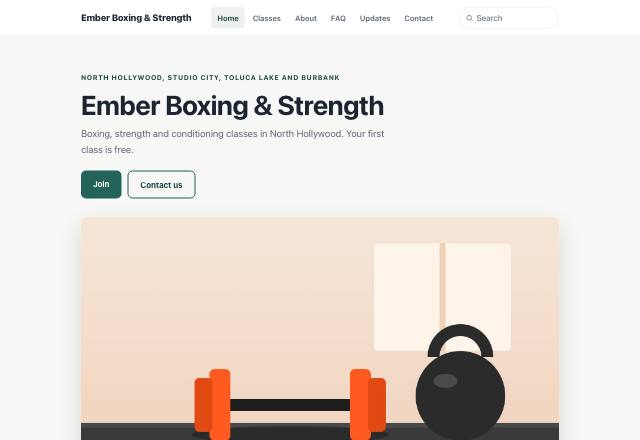 Ember Boxing & Strength
Home Classes About FAQ Updates Contact
Search
NORTH HOLLYWOOD, STUDIO CITY, TOLUCA LAKE AND BURBANK
Ember Boxing & Strength
Boxing, strength and conditioning classes in North Hollywood. Your first
class is free.
Join
Contact us